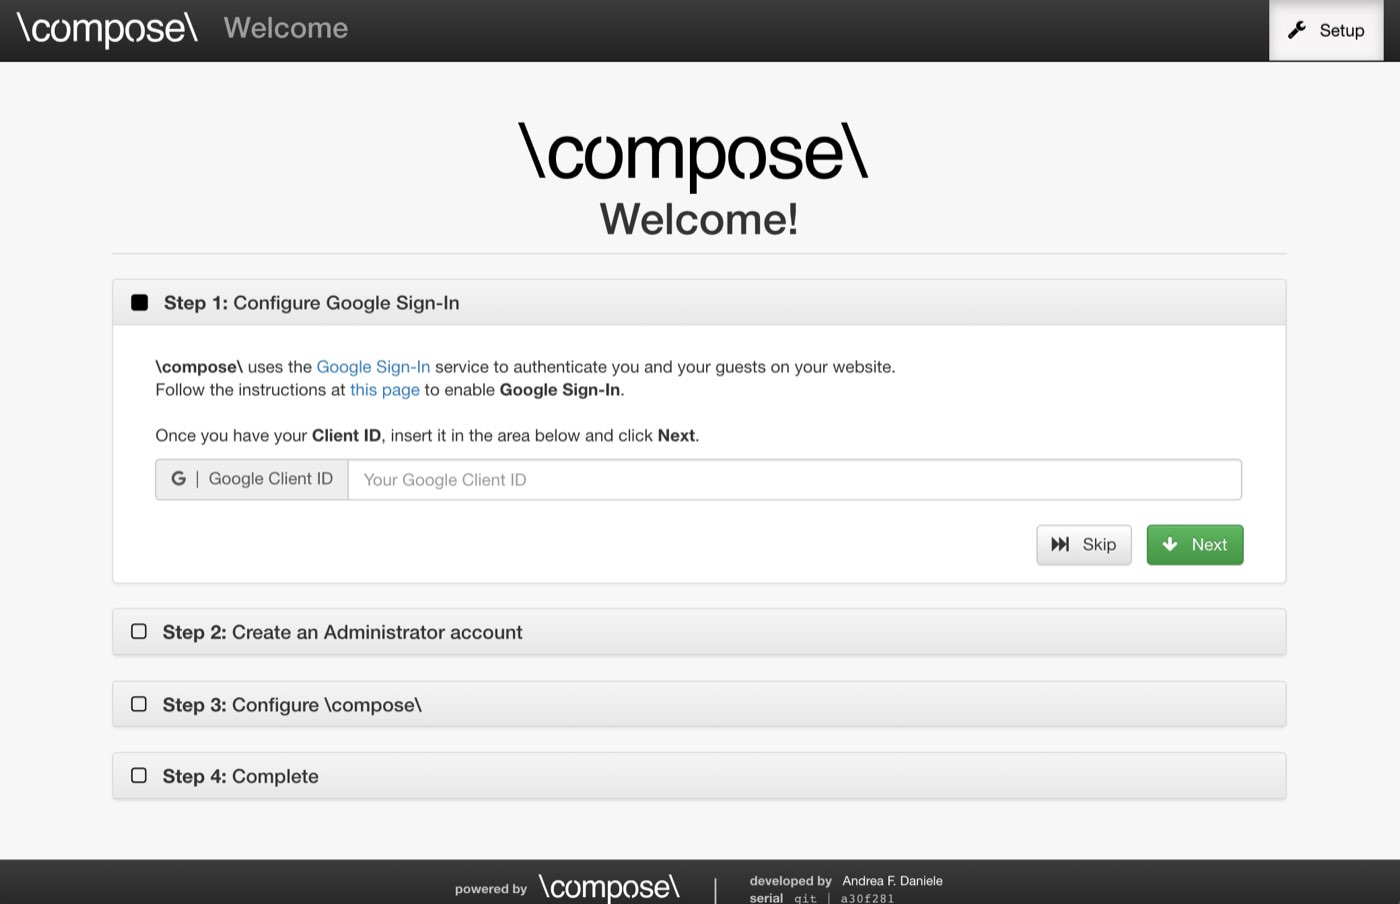 \compose\ Welcome
Setup
\compose\
Welcome!
Step 1: Configure Google Sign-In
\compose\ uses the Google Sign-In service to authenticate you and your guests on your website.
Follow the instructions at this page to enable Google Sign-In.
Once you have your Client ID, insert it in the area below and click Next.
G | Google Client ID Your Google Client ID
Skip Next
Step 2: Create an Administrator account
Step 3: Configure \compose\
Step 4: Complete
powered by \compose\ | developed by Andrea F. Daniele
serial git | a30f281